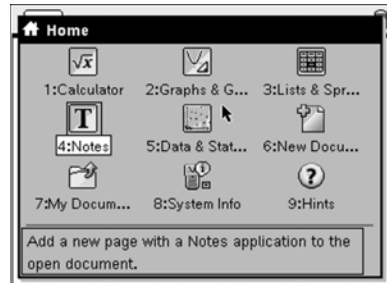 Home
√x
1:Calculator 2:Graphs & G... 3:Lists & Spr...
T
4:Notes 5:Data & Stat... 6:New Docu...
?
7:My Docum... 8:System Info 9:Hints
Add a new page with a Notes application to the
open document.